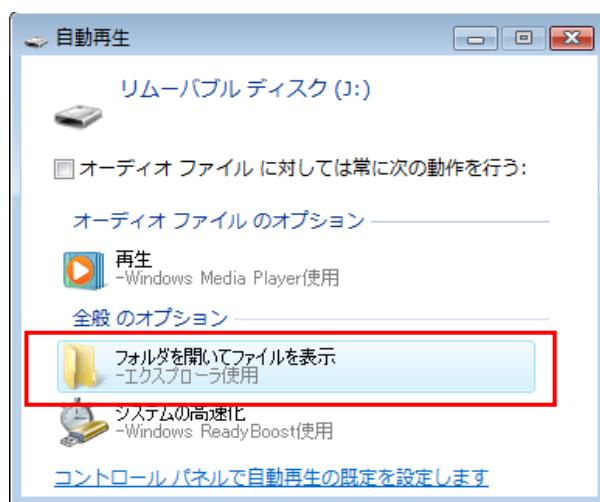 自動再生
リムーバブル ディスク (J:)
オーディオ ファイル に対しては常に次の動作を行う:
オーディオ ファイル のオプション
再生
-Windows Media Player使用
全般 のオプション
フォルダを開いてファイルを表示
-エクスプローラ使用
システムの高速化
-Windows ReadyBoost使用
コントロール パネルで自動再生の既定を設定します